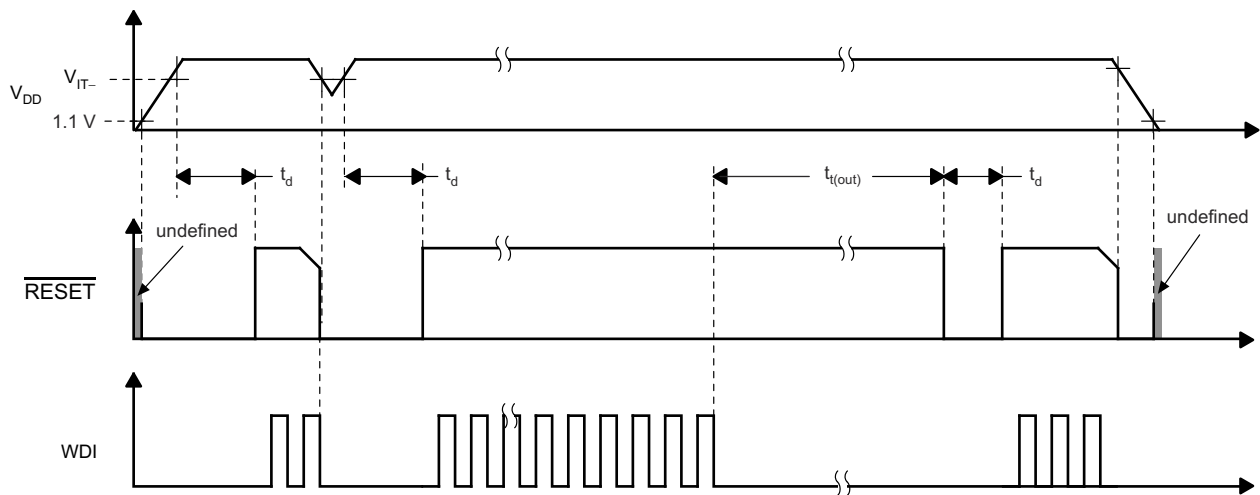 V_IT–
V_DD
1.1 V
t_d
t_d
t_t(out)
t_d
undefined
undefined
RESET
WDI